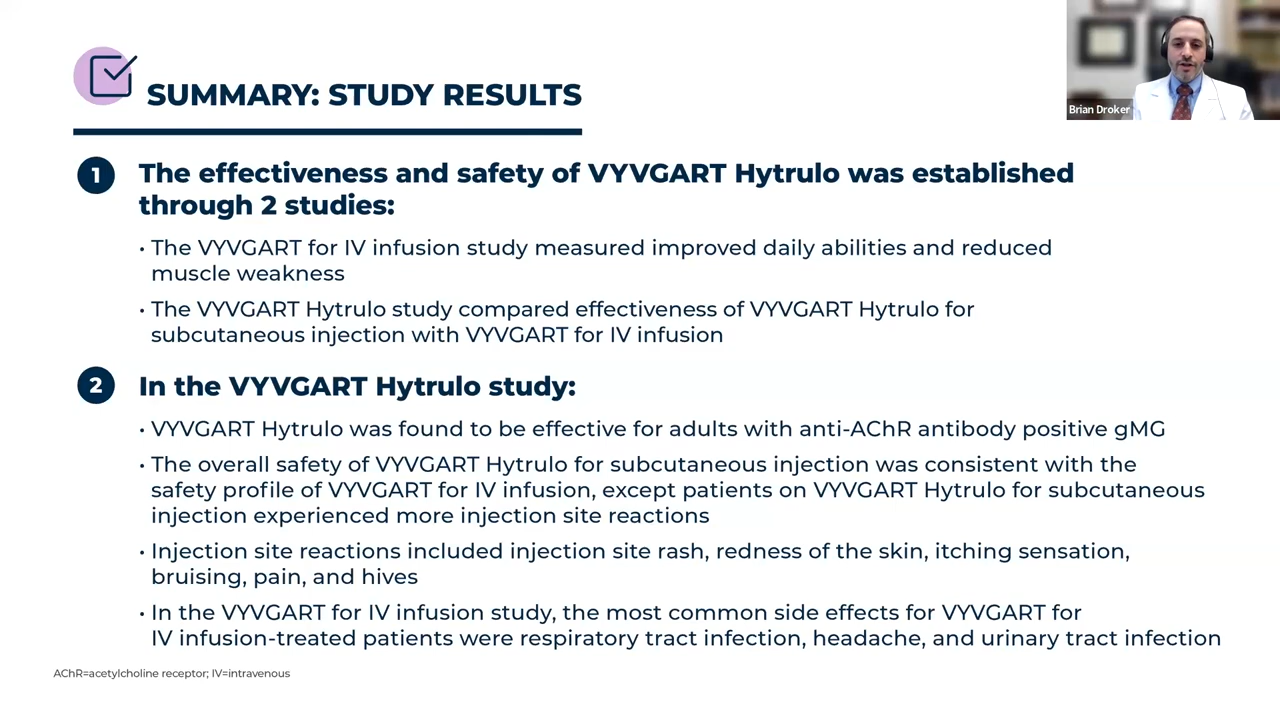 SUMMARY: STUDY RESULTS
Brian Droker
1 The effectiveness and safety of VYVGART Hytrulo was established
through 2 studies:
• The VYVGART for IV infusion study measured improved daily abilities and reduced
muscle weakness
• The VYVGART Hytrulo study compared effectiveness of VYVGART Hytrulo for
subcutaneous injection with VYVGART for IV infusion
2 In the VYVGART Hytrulo study:
• VYVGART Hytrulo was found to be effective for adults with anti-AChR antibody positive gMG
• The overall safety of VYVGART Hytrulo for subcutaneous injection was consistent with the
safety profile of VYVGART for IV infusion, except patients on VYVGART Hytrulo for subcutaneous
injection experienced more injection site reactions
• Injection site reactions included injection site rash, redness of the skin, itching sensation,
bruising, pain, and hives
• In the VYVGART for IV infusion study, the most common side effects for VYVGART for
IV infusion-treated patients were respiratory tract infection, headache, and urinary tract infection
AChR=acetylcholine receptor; IV=intravenous